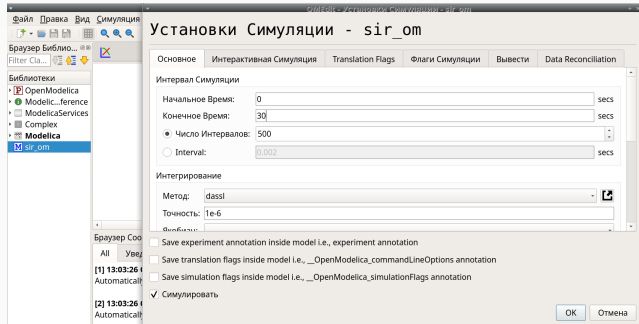 OMEdit - Установки Симуляции - sir_om
Файл Правка Вид Симуляция
Установки Симуляции - sir_om
Браузер Библио...
Filter Cla...
Библиотеки
OpenModelica
Modelic...ference
ModelicaServices
Complex
Modelica
sir_om
Основное Интерактивная Симуляция Translation Flags Флаги Симуляции Вывести Data Reconciliation
Интервал Симуляции
Начальное Время: 0 secs
Конечное Время: 30 secs
Число Интервалов: 500
Interval: 0.002 secs
Интегрирование
Метод: dassl
Точность: 1e-6
Якобиан:
Save experiment annotation inside model i.e., experiment annotation
Save translation flags inside model i.e., __OpenModelica_commandLineOptions annotation
Save simulation flags inside model i.e., __OpenModelica_simulationFlags annotation
Симулировать
OK Отмена
Браузер Соо
All Увед
[1] 13:03:26
Automaticall
[2] 13:03:26
Automaticall